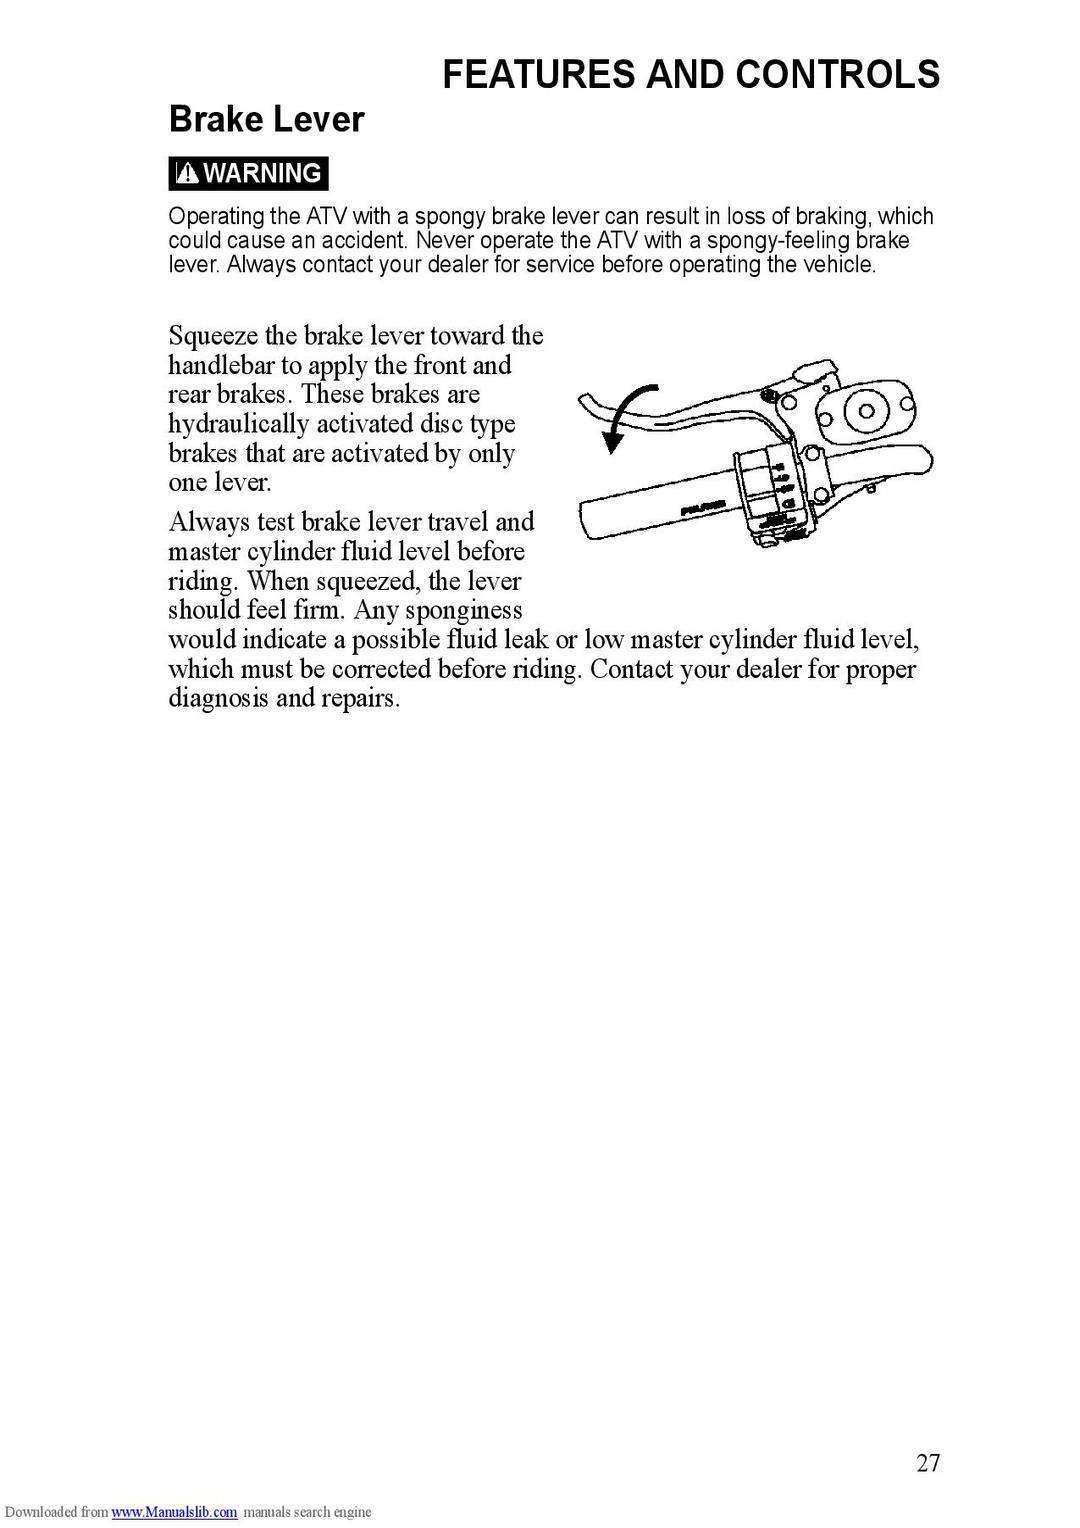 FEATURES AND CONTROLS
Brake Lever
WARNING
Operating the ATV with a spongy brake lever can result in loss of braking, which
could cause an accident. Never operate the ATV with a spongy-feeling brake
lever. Always contact your dealer for service before operating the vehicle.
Squeeze the brake lever toward the
handlebar to apply the front and
rear brakes. These brakes are
hydraulically activated disc type
brakes that are activated by only
one lever.
Always test brake lever travel and
master cylinder fluid level before
riding. When squeezed, the lever
should feel firm. Any sponginess
would indicate a possible fluid leak or low master cylinder fluid level,
which must be corrected before riding. Contact your dealer for proper
diagnosis and repairs.
27
Downloaded from www.Manualslib.com manuals search engine